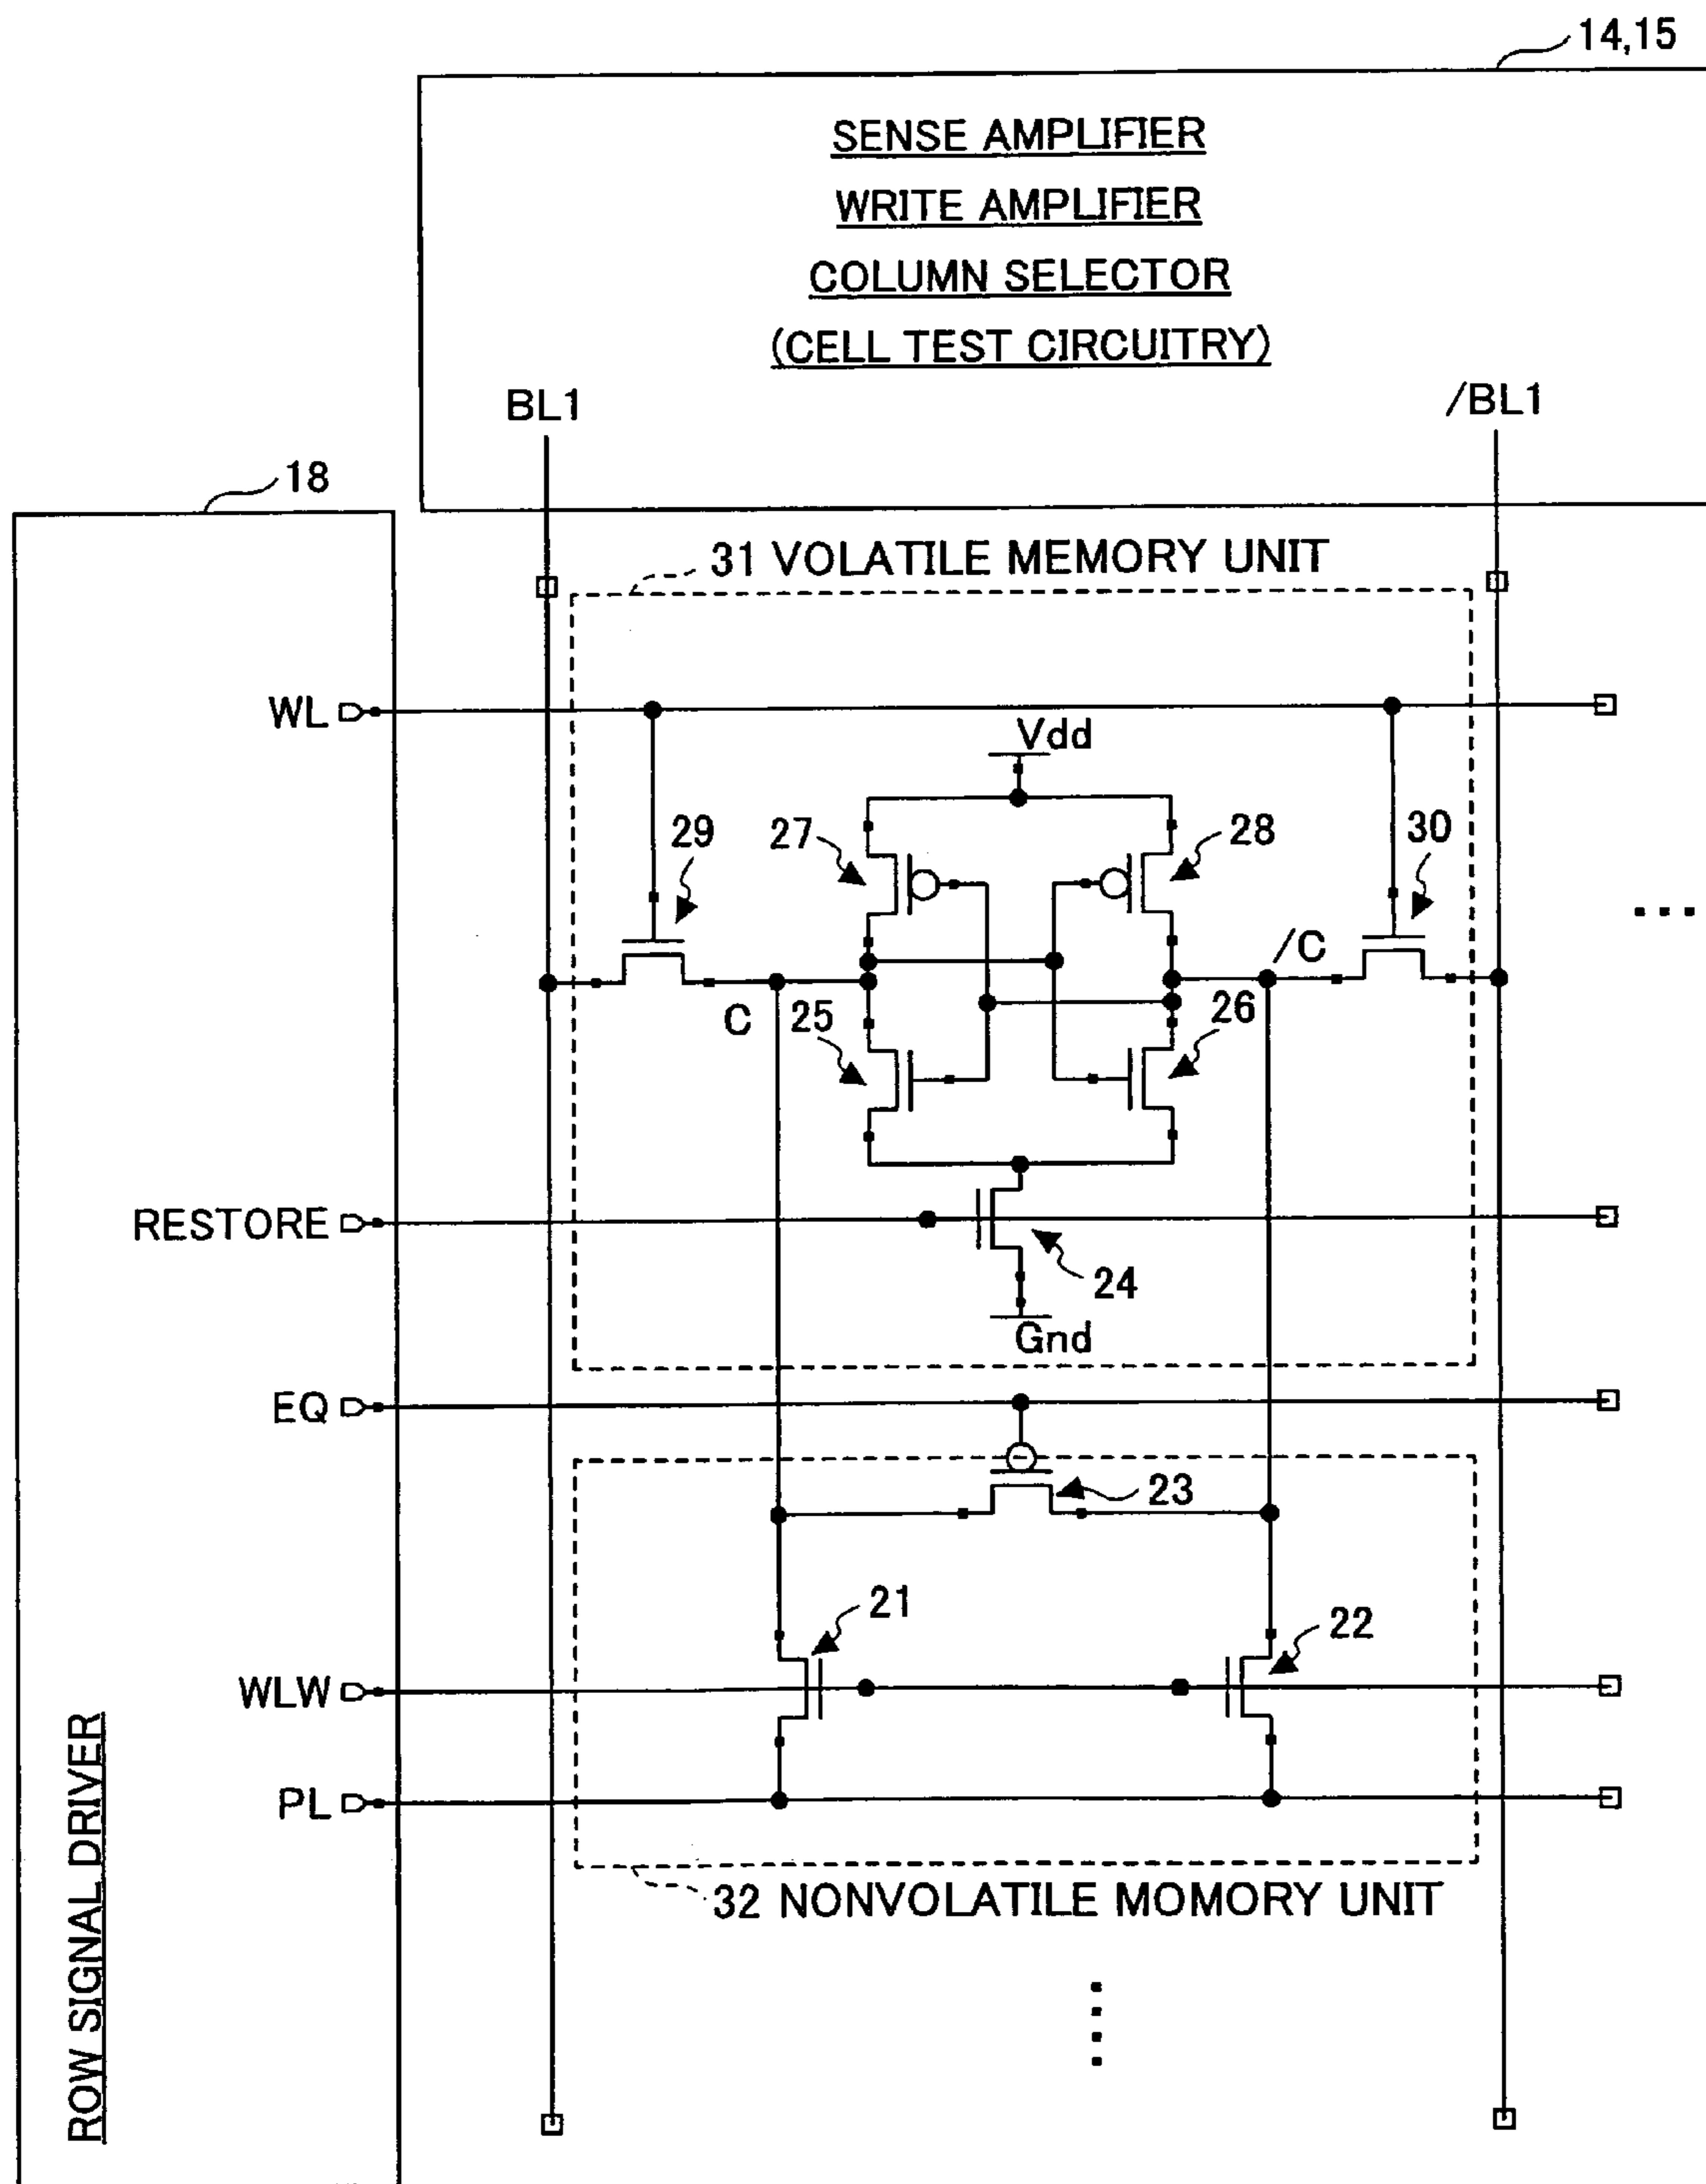 14,15
SENSE AMPLIFIER
WRITE AMPLIFIER
COLUMN SELECTOR
(CELL TEST CIRCUITRY)
BL1
/BL1
18
31 VOLATILE MEMORY UNIT
WL
Vdd
27
28
29
30
/C
C
25
26
RESTORE
24
Gnd
EQ
23
21
22
WLW
PL
32 NONVOLATILE MOMORY UNIT
ROW SIGNAL DRIVER